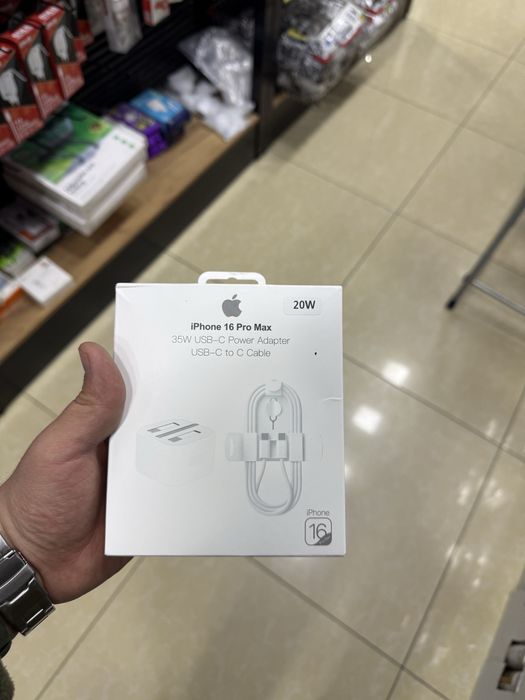 20W
iPhone 16 Pro Max
35W USB-C Power Adapter
USB-C to C Cable
iPhone
16